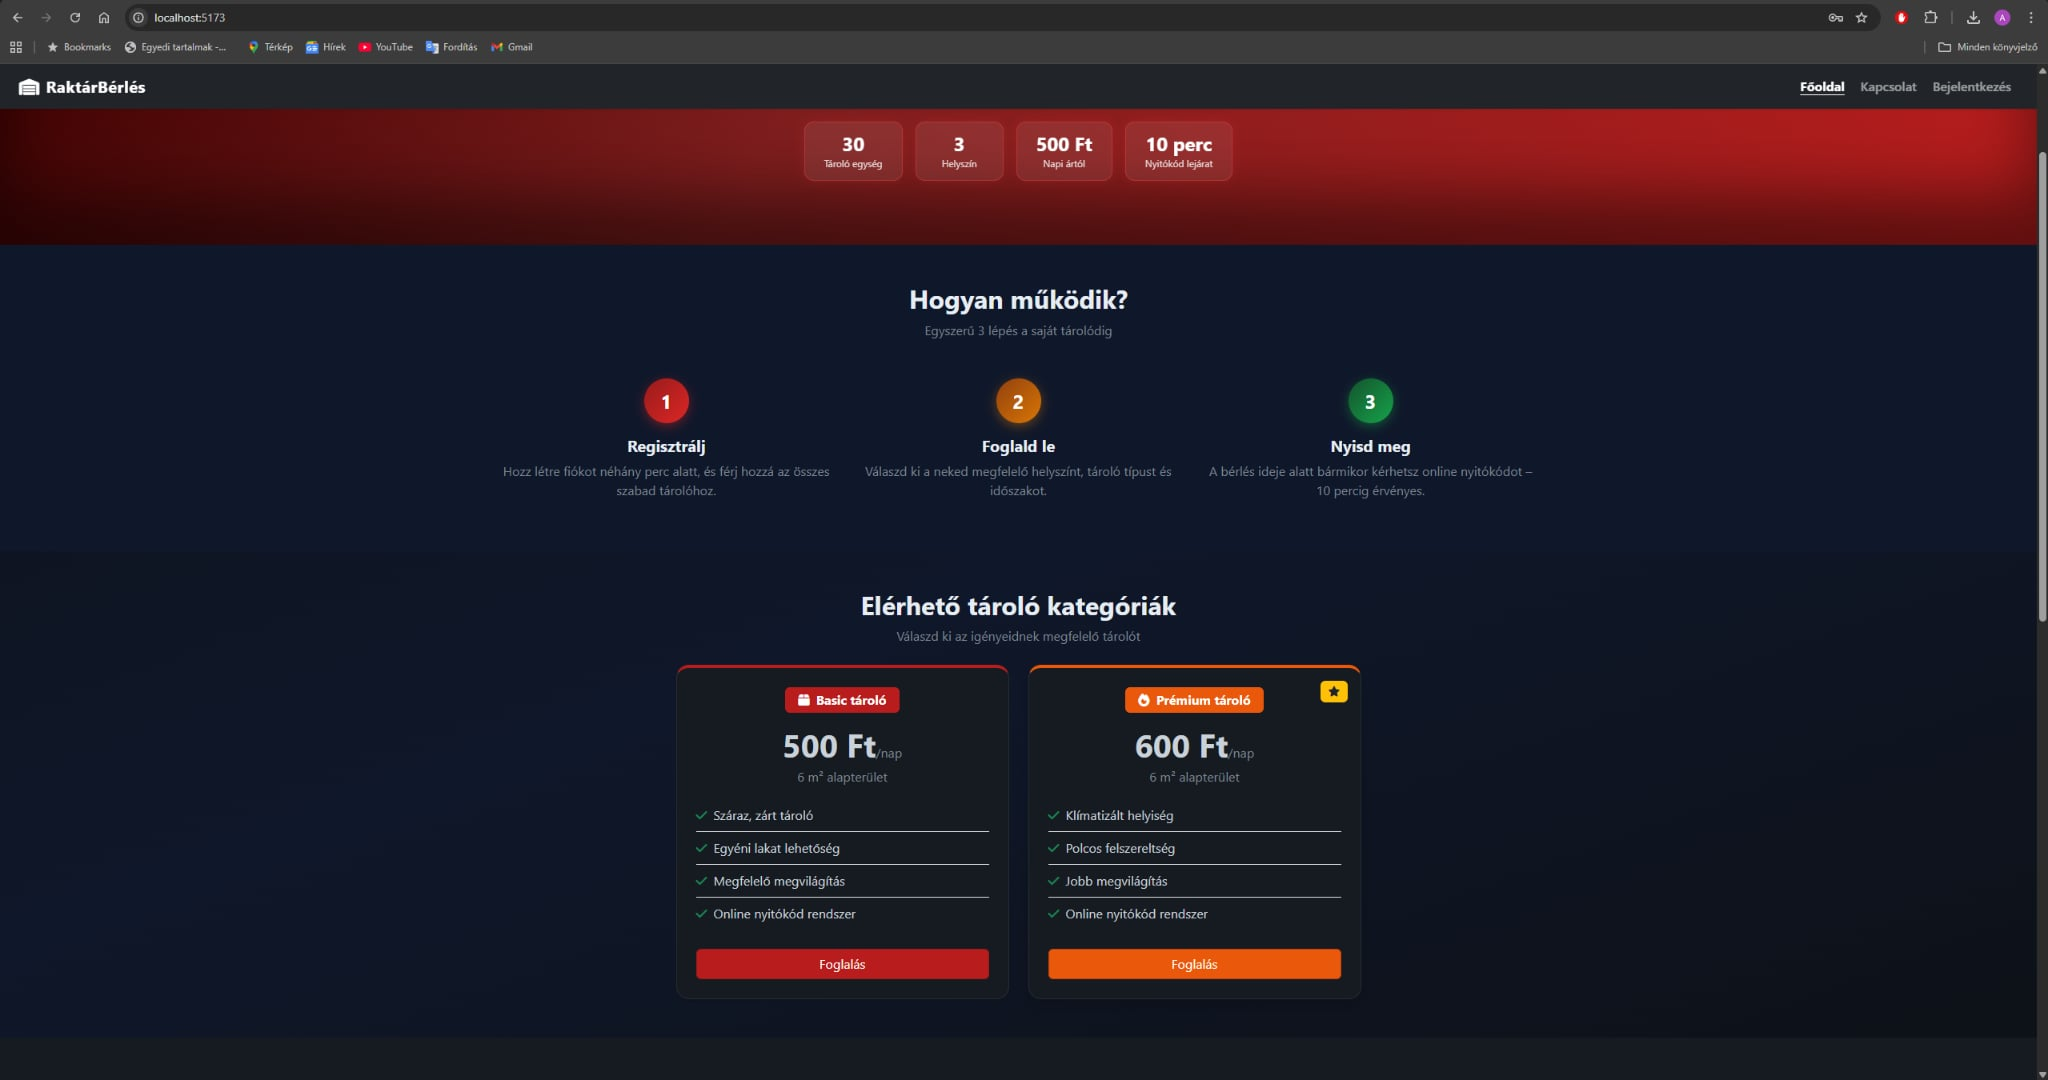 localhost:5173
A
Bookmarks
Egyedi tartalmak -...
Térkép
Hírek
YouTube
Fordítás
Gmail
Minden könyvjelző
RaktárBérlés
Főoldal
Kapcsolat
Bejelentkezés
30
Tároló egység
3
Helyszín
500 Ft
Napi ártól
10 perc
Nyitókód lejárat
Hogyan működik?
Egyszerű 3 lépés a saját tárolódig
1
Regisztrálj
Hozz létre fiókot néhány perc alatt, és férj hozzá az összes
szabad tárolóhoz.
2
Foglald le
Válaszd ki a neked megfelelő helyszínt, tároló típust és
időszakot.
3
Nyisd meg
A bérlés ideje alatt bármikor kérhetsz online nyitókódot –
10 percig érvényes.
Elérhető tároló kategóriák
Válaszd ki az igényeidnek megfelelő tárolót
Basic tároló
500 Ft/nap
6 m² alapterület
Száraz, zárt tároló
Egyéni lakat lehetőség
Megfelelő megvilágítás
Online nyitókód rendszer
Foglalás
Prémium tároló
600 Ft/nap
6 m² alapterület
Klímatizált helyiség
Polcos felszereltség
Jobb megvilágítás
Online nyitókód rendszer
Foglalás